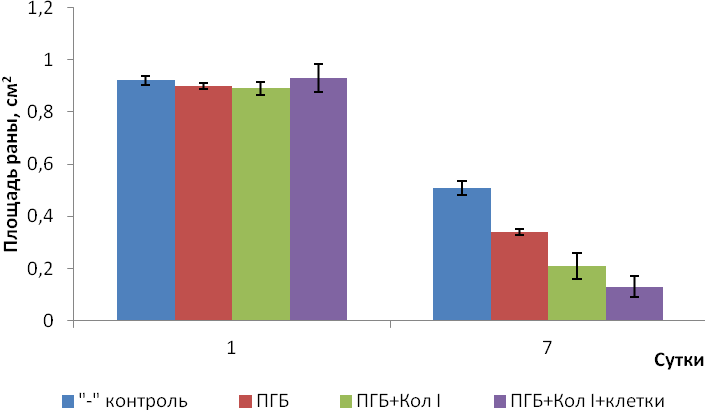 1,2
1
0,8
0,6
0,4
0,2
0
Площадь раны, см²
1
7
Сутки
"-" контроль
ПГБ
ПГБ+Кол I
ПГБ+Кол I+клетки